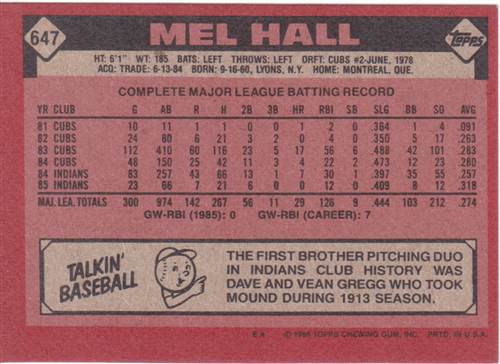 647
MEL HALL
topps
HT: 6'1" WT: 185 BATS: LEFT THROWS: LEFT DRFT: CUBS #2-JUNE, 1978
ACQ: TRADE, 6-13-84 BORN: 9-16-60, LYONS, N.Y. HOME: MONTREAL, QUE.
COMPLETE MAJOR LEAGUE BATTING RECORD
YR CLUB G AB R H 2B 3B HR RBI SB SLG BB SO AVG
81 CUBS 10 11 1 1 0 0 1 2 0 .364 1 4 .091
82 CUBS 24 80 6 21 3 2 0 4 0 .350 5 17 .263
83 CUBS 112 410 60 116 23 5 17 56 6 .488 42 101 .283
84 CUBS 48 150 25 42 11 3 4 22 2 .473 12 23 .280
84 INDIANS 83 257 43 66 13 1 7 30 1 .397 35 55 .257
85 INDIANS 23 66 7 21 6 0 0 12 0 .409 8 12 .318
MAJ. LEA. TOTALS 300 974 142 267 56 11 29 126 9 .444 103 212 .274
GW-RBI (1985): 0 GW-RBI (CAREER): 7
TALKIN'
BASEBALL
THE FIRST BROTHER PITCHING DUO
IN INDIANS CLUB HISTORY WAS
DAVE AND VEAN GREGG WHO TOOK
MOUND DURING 1913 SEASON.
E* © 1986 TOPPS CHEWING GUM, INC. PRTD. IN U.S.A.